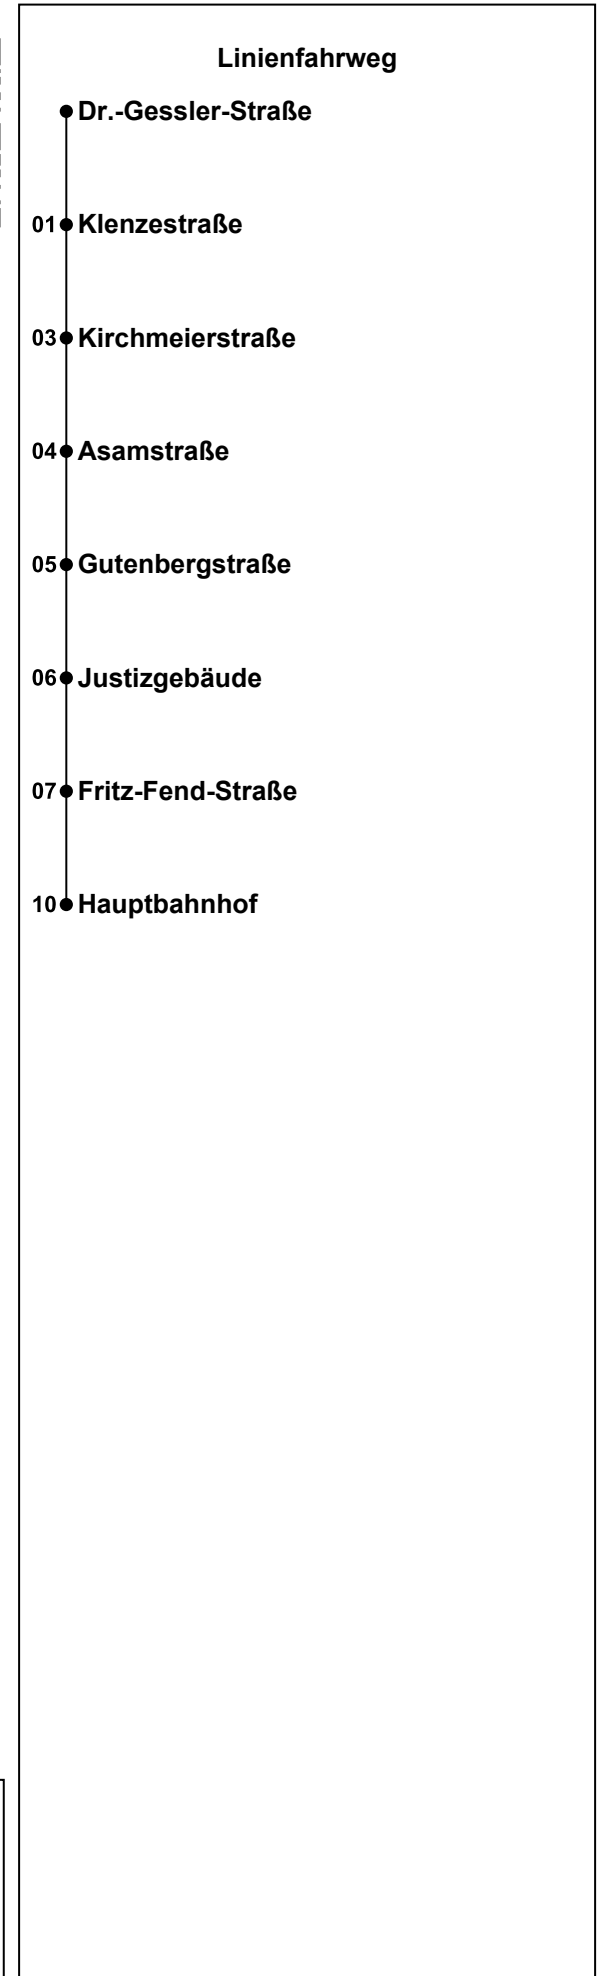 Linienfahrweg
Dr.-Gessler-Straße
01 Klenzestraße
03 Kirchmeierstraße
04 Asamstraße
05 Gutenbergstraße
06 Justizgebäude
07 Fritz-Fend-Straße
10 Hauptbahnhof